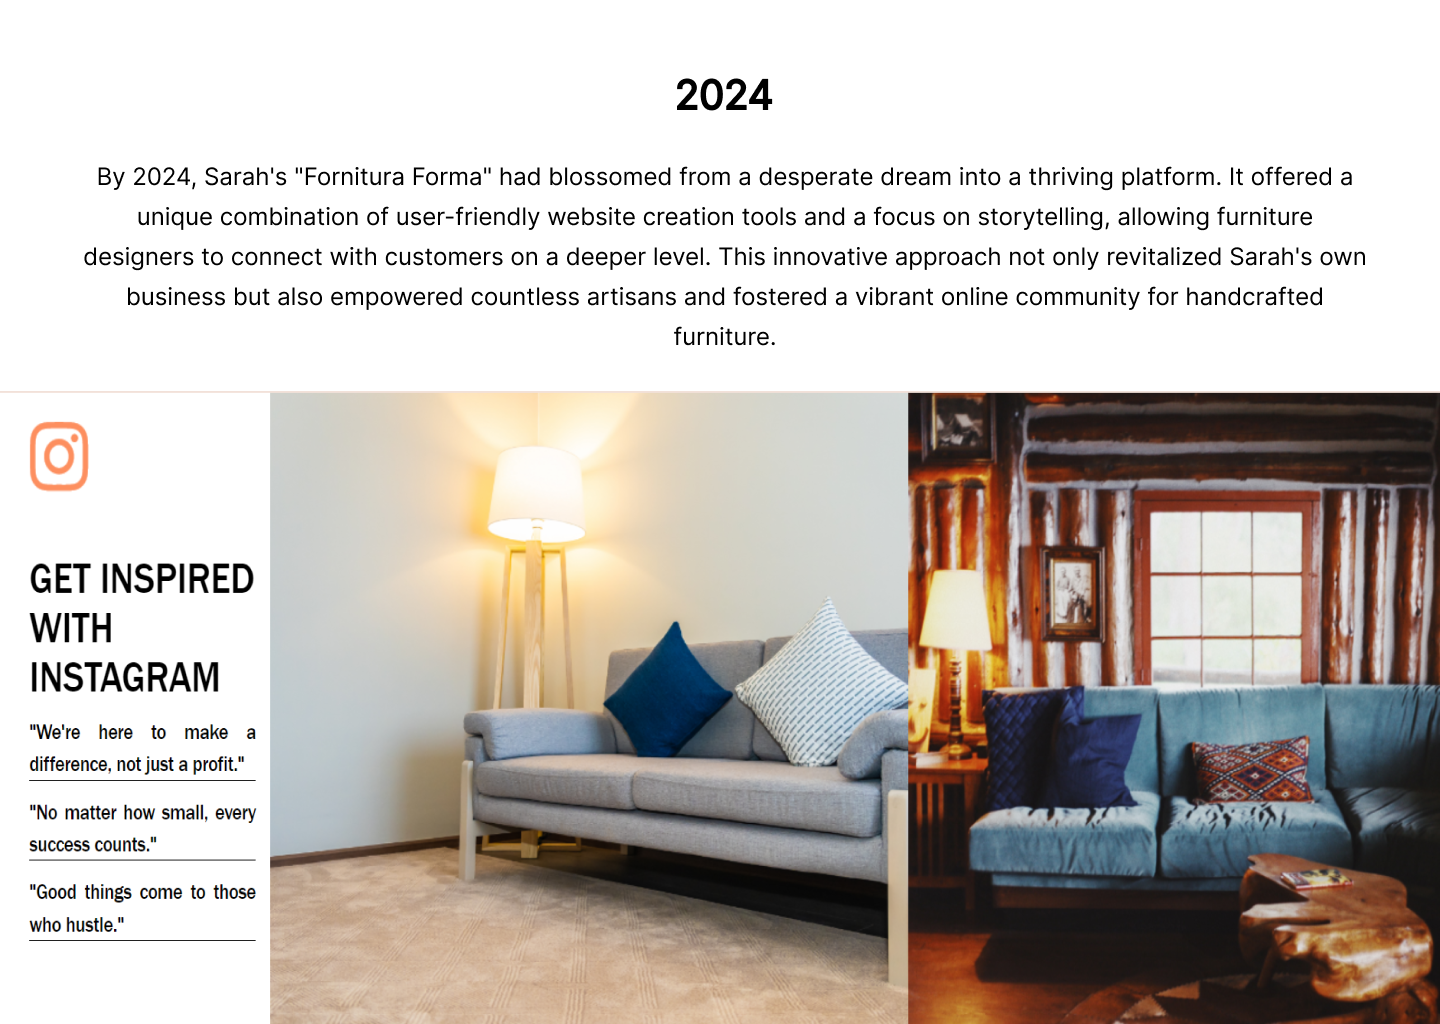 2024
By 2024, Sarah's "Fornitura Forma" had blossomed from a desperate dream into a thriving platform. It offered a
unique combination of user-friendly website creation tools and a focus on storytelling, allowing furniture
designers to connect with customers on a deeper level. This innovative approach not only revitalized Sarah's own
business but also empowered countless artisans and fostered a vibrant online community for handcrafted
furniture.
GET INSPIRED
WITH
INSTAGRAM
"We're here to make a
difference, not just a profit."
"No matter how small, every
success counts."
"Good things come to those
who hustle."